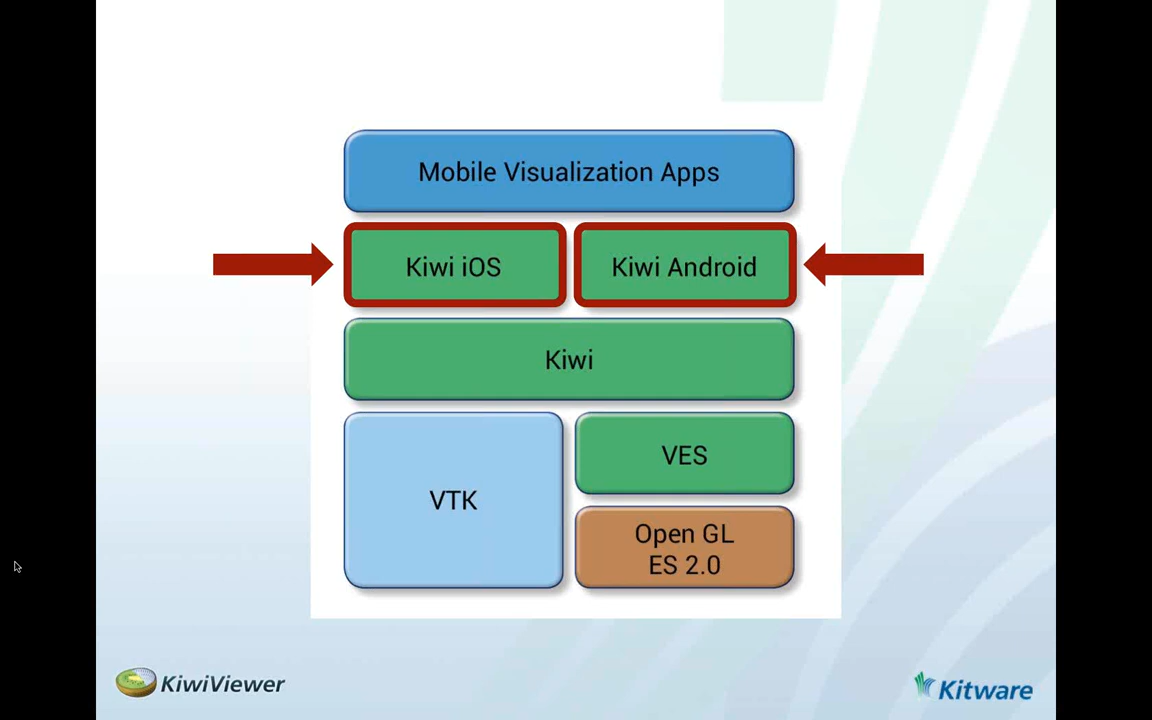 Mobile Visualization Apps
Kiwi iOS
Kiwi Android
Kiwi
VTK
VES
Open GL
ES 2.0
KiwiViewer
Kitware